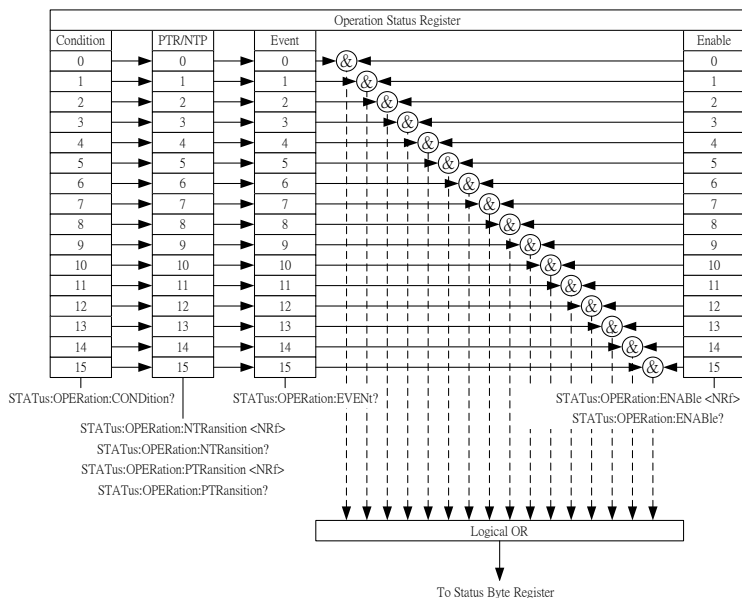 Operation Status Register
Condition PTR/NTP Event Enable
0 0 0 & 0
1 1 1 & 1
2 2 2 & 2
3 3 3 & 3
4 4 4 & 4
5 5 5 & 5
6 6 6 & 6
7 7 7 & 7
8 8 8 & 8
9 9 9 & 9
10 10 10 & 10
11 11 11 & 11
12 12 12 & 12
13 13 13 & 13
14 14 14 & 14
15 15 15 & 15
STATus:OPERation:CONDition? STATus:OPERation:EVENt? STATus:OPERation:ENABle <NRf>
STATus:OPERation:ENABle?
STATus:OPERation:NTRansition <NRf>
STATus:OPERation:NTRansition?
STATus:OPERation:PTRansition <NRf>
STATus:OPERation:PTRansition?
Logical OR
To Status Byte Register